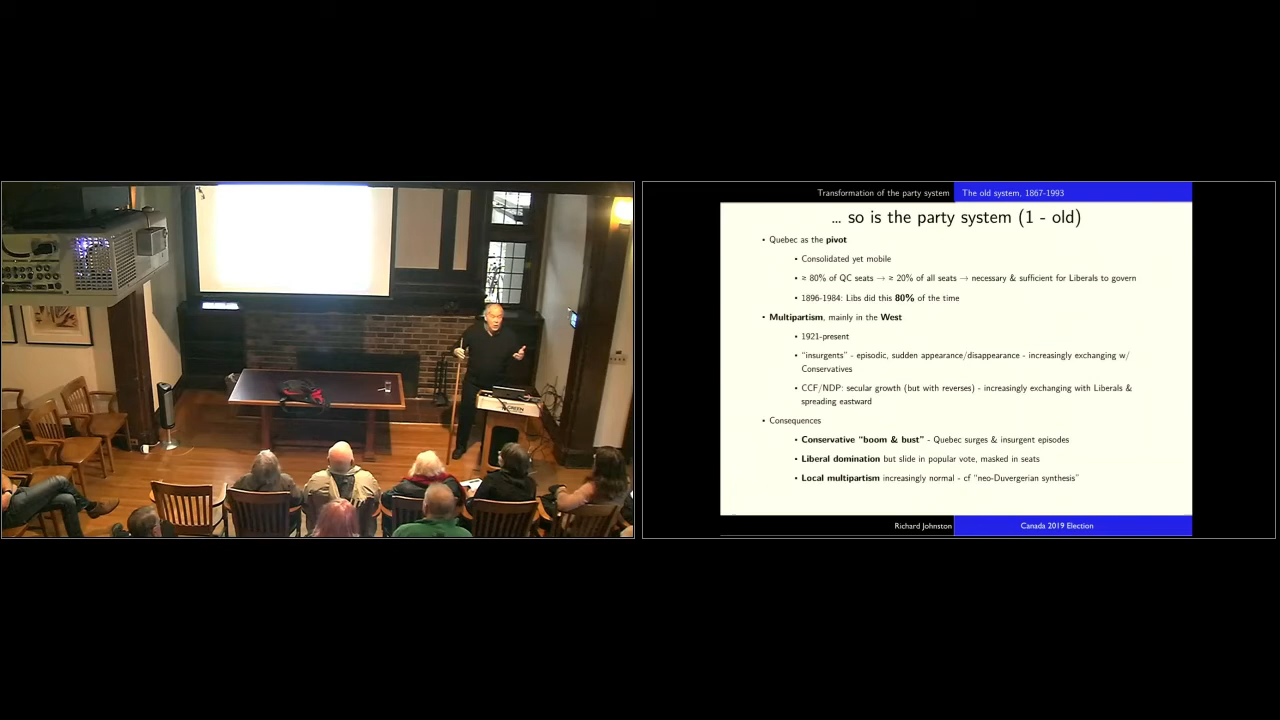 Transformation of the party system
The old system, 1867-1993
... so is the party system (1 - old)
• Quebec as the pivot
• Consolidated yet mobile
• ≥ 80% of QC seats → ≥ 20% of all seats → necessary & sufficient for Liberals to govern
• 1896-1984: Libs did this 80% of the time
• Multipartism, mainly in the West
• 1921-present
• “insurgents” - episodic, sudden appearance/disappearance - increasingly exchanging w/
Conservatives
• CCF/NDP: secular growth (but with reverses) - increasingly exchanging with Liberals &
spreading eastward
• Consequences
• Conservative “boom & bust” - Quebec surges & insurgent episodes
• Liberal domination but slide in popular vote, masked in seats
• Local multipartism increasingly normal - cf “neo-Duvergerian synthesis”
Richard Johnston
Canada 2019 Election
GREEN